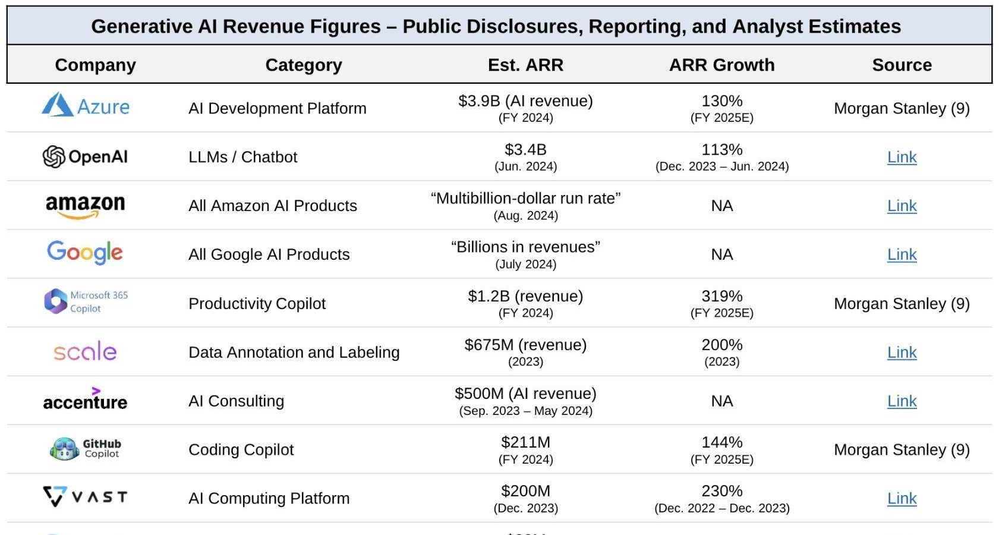 Generative AI Revenue Figures – Public Disclosures, Reporting, and Analyst Estimates
Company Category Est. ARR ARR Growth Source
Azure AI Development Platform $3.9B (AI revenue) 130% Morgan Stanley (9)
(FY 2024) (FY 2025E)
OpenAI LLMs / Chatbot $3.4B 113% Link
(Jun. 2024) (Dec. 2023 – Jun. 2024)
amazon All Amazon AI Products “Multibillion-dollar run rate” NA Link
(Aug. 2024)
Google All Google AI Products “Billions in revenues” NA Link
(July 2024)
Microsoft 365 Copilot Productivity Copilot $1.2B (revenue) 319% Morgan Stanley (9)
(FY 2024) (FY 2025E)
scale Data Annotation and Labeling $675M (revenue) 200% Link
(2023) (2023)
accenture AI Consulting $500M (AI revenue) NA Link
(Sep. 2023 – May 2024)
GitHub Copilot Coding Copilot $211M 144% Morgan Stanley (9)
(FY 2024) (FY 2025E)
VAST AI Computing Platform $200M 230% Link
(Dec. 2023) (Dec. 2022 – Dec. 2023)